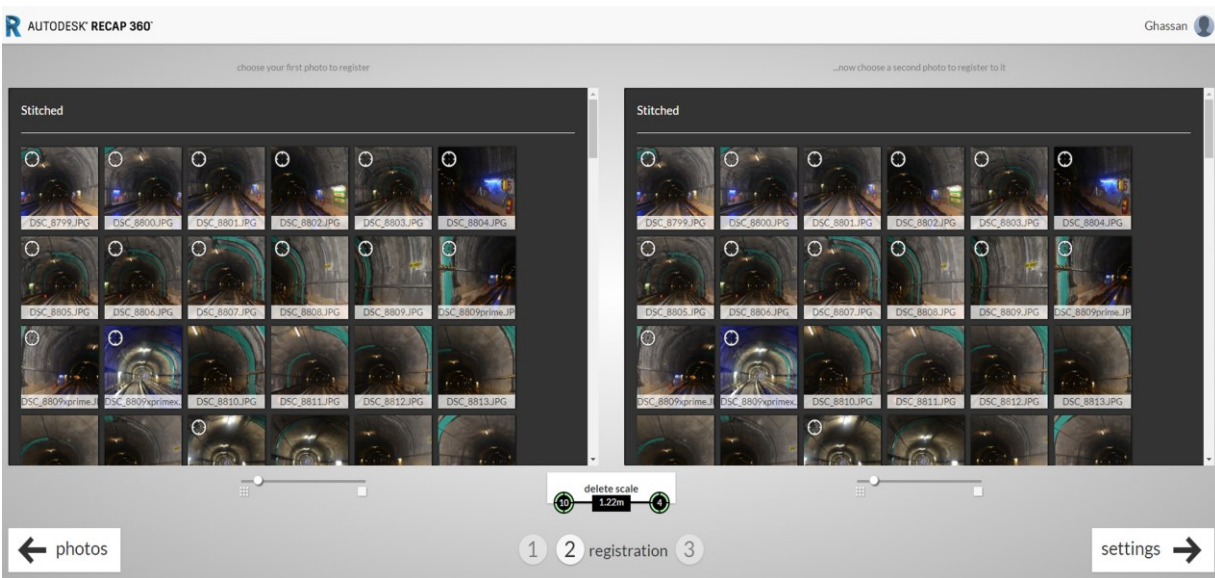 AUTODESK® RECAP 360™
Ghassan
choose your first photo to register
...now choose a second photo to register to it
Stitched
DSC_8799.JPG DSC_8800.JPG DSC_8801.JPG DSC_8802.JPG DSC_8803.JPG DSC_8804.JPG
DSC_8805.JPG DSC_8806.JPG DSC_8807.JPG DSC_8808.JPG DSC_8809.JPG DSC_8809prime.JP
DSC_8809xprime.J DSC_8809xprimex. DSC_8810.JPG DSC_8811.JPG DSC_8812.JPG DSC_8813.JPG
Stitched
DSC_8799.JPG DSC_8800.JPG DSC_8801.JPG DSC_8802.JPG DSC_8803.JPG DSC_8804.JPG
DSC_8805.JPG DSC_8806.JPG DSC_8807.JPG DSC_8808.JPG DSC_8809.JPG DSC_8809prime.JP
DSC_8809xprime.J DSC_8809xprimex. DSC_8810.JPG DSC_8811.JPG DSC_8812.JPG DSC_8813.JPG
delete scale
10 1.22m 4
photos
1 2 registration 3
settings